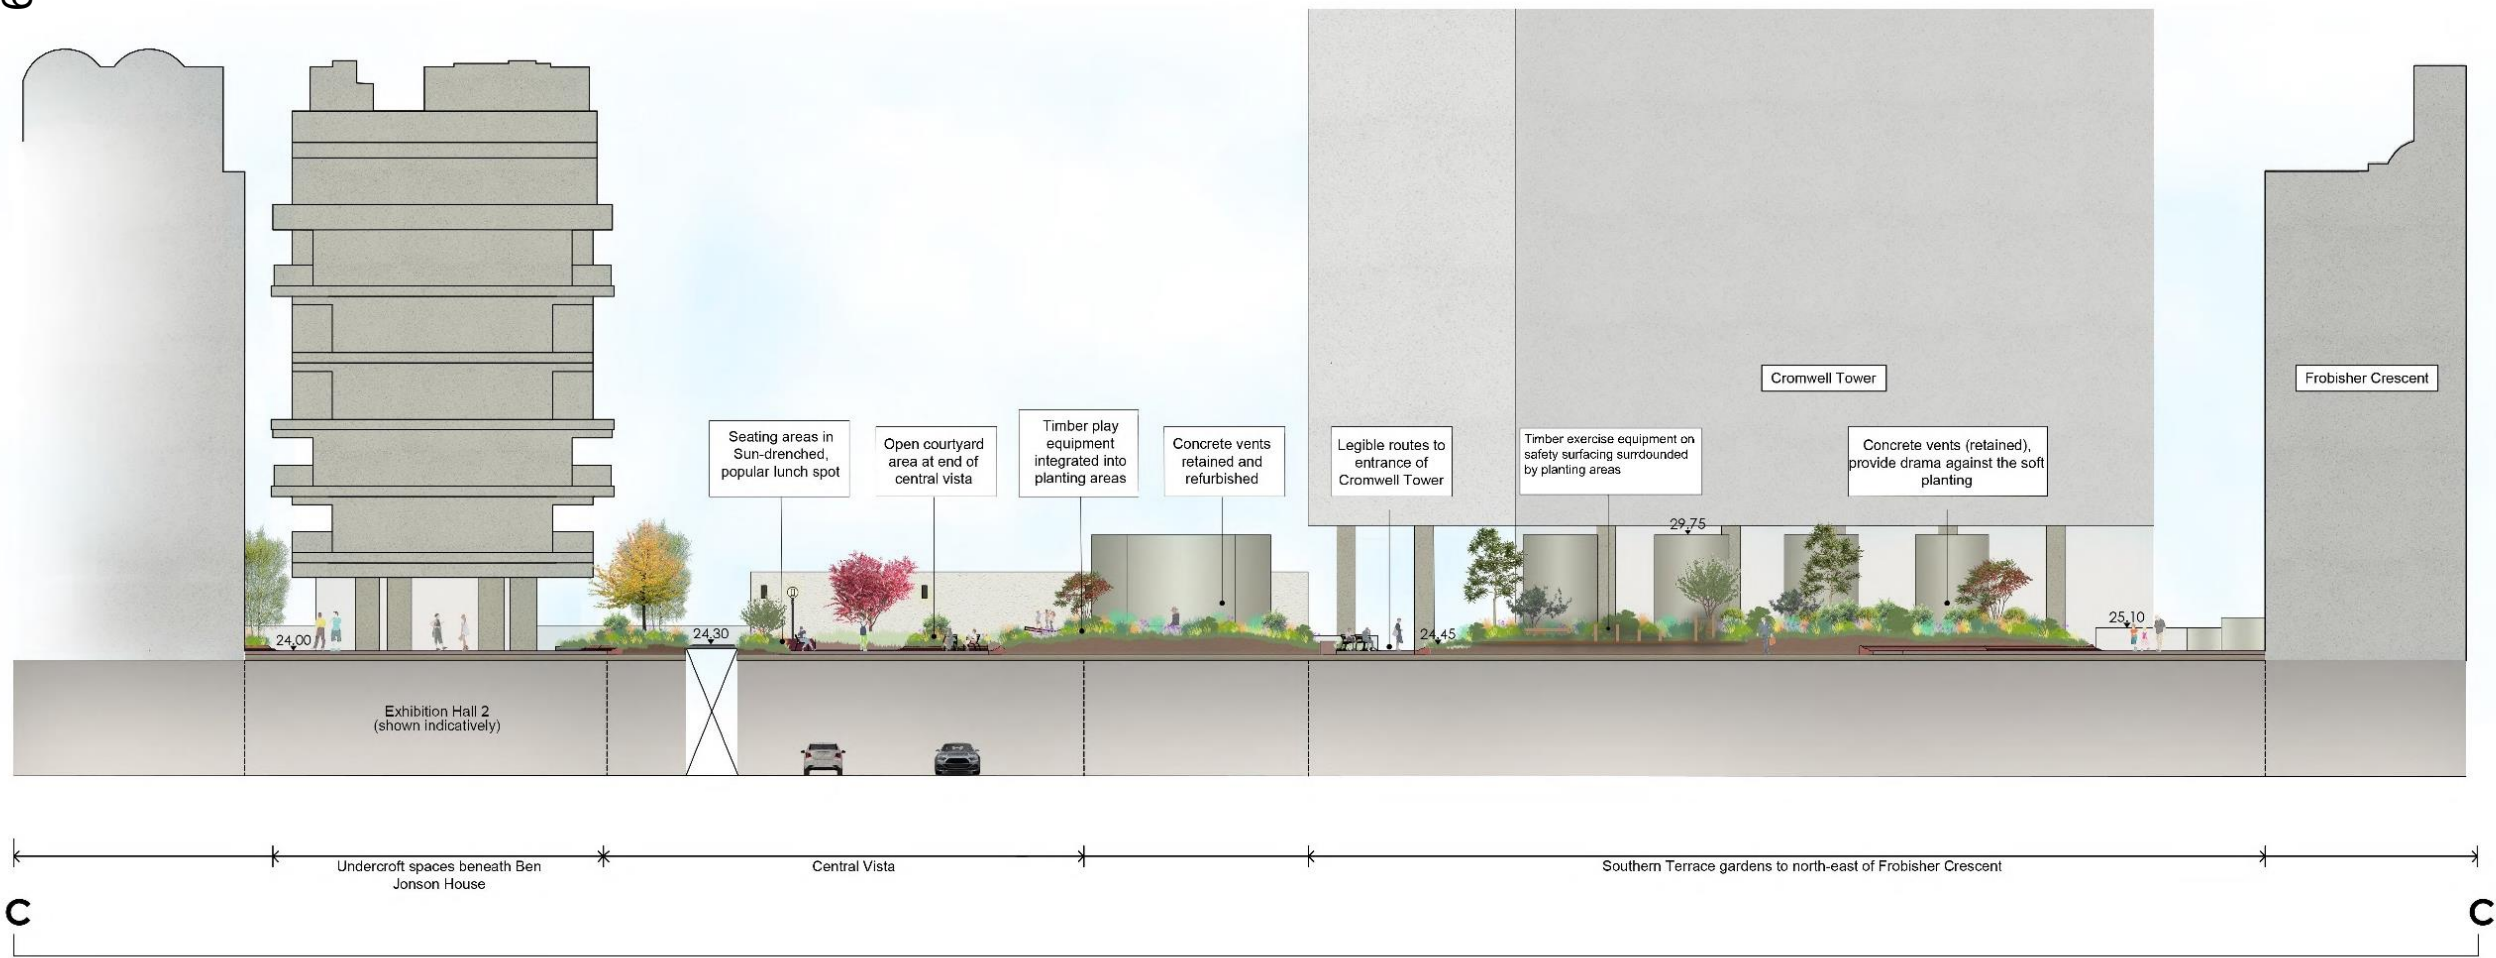 Cromwell Tower
Frobisher Crescent
Seating areas in
Sun-drenched,
popular lunch spot
Open courtyard
area at end of
central vista
Timber play
equipment
integrated into
planting areas
Concrete vents
retained and
refurbished
Legible routes to
entrance of
Cromwell Tower
Timber exercise equipment on
safety surfacing surrdounded
by planting areas
Concrete vents (retained),
provide drama against the soft
planting
29.75
24.00
24.30
24.45
25.10
Exhibition Hall 2
(shown indicatively)
Undercroft spaces beneath Ben
Jonson House
Central Vista
Southern Terrace gardens to north-east of Frobisher Crescent
C
C